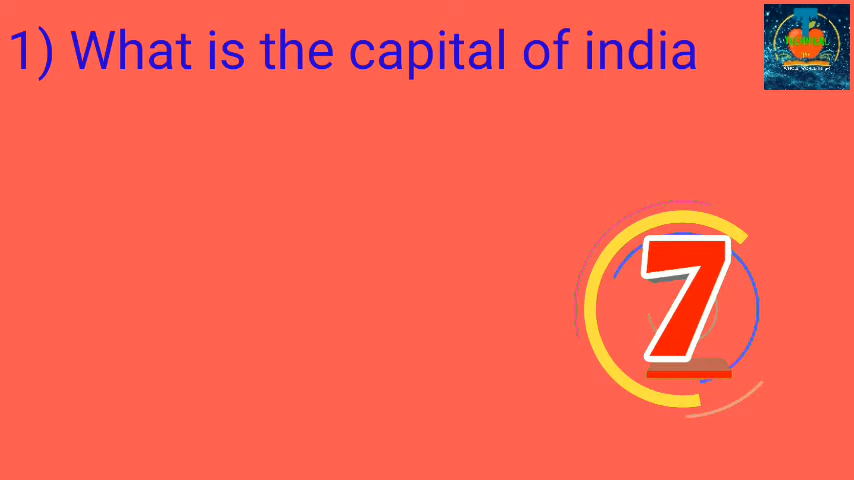 1) What is the capital of india
7